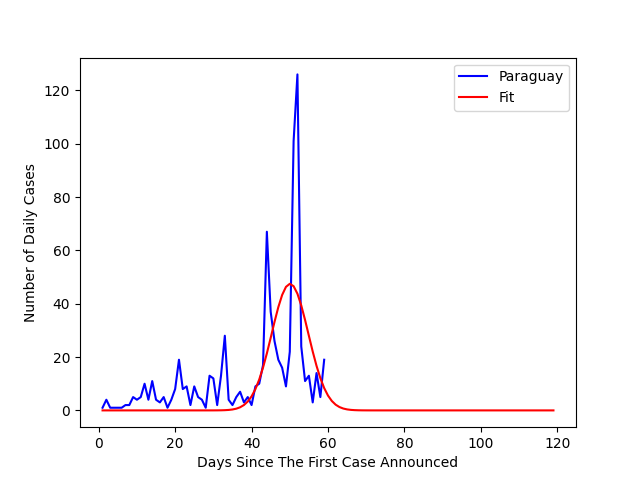 Paraguay
Fit
Number of Daily Cases
120
100
80
60
40
20
0
0 20 40 60 80 100 120
Days Since The First Case Announced